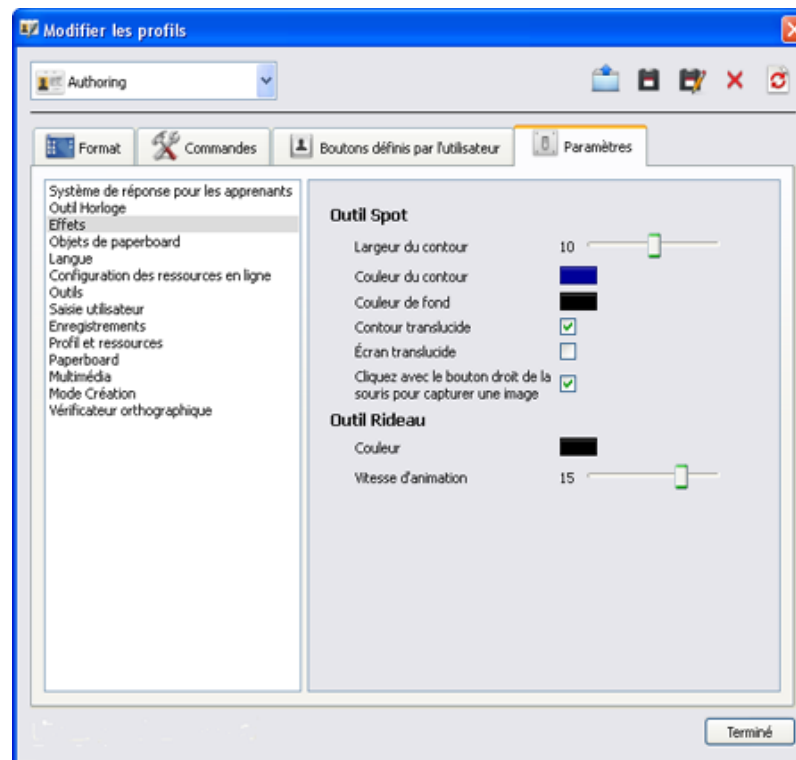 Modifier les profils
Authoring
Format
Commandes
Boutons définis par l'utilisateur
Paramètres
Système de réponse pour les apprenants
Outil Horloge
Effets
Objets de paperboard
Langue
Configuration des ressources en ligne
Outils
Saisie utilisateur
Enregistrements
Profil et ressources
Paperboard
Multimédia
Mode Création
Vérificateur orthographique
Outil Spot
Largeur du contour 10
Couleur du contour
Couleur de fond
Contour translucide
Écran translucide
Cliquez avec le bouton droit de la
souris pour capturer une image
Outil Rideau
Couleur
Vitesse d'animation 15
Terminé